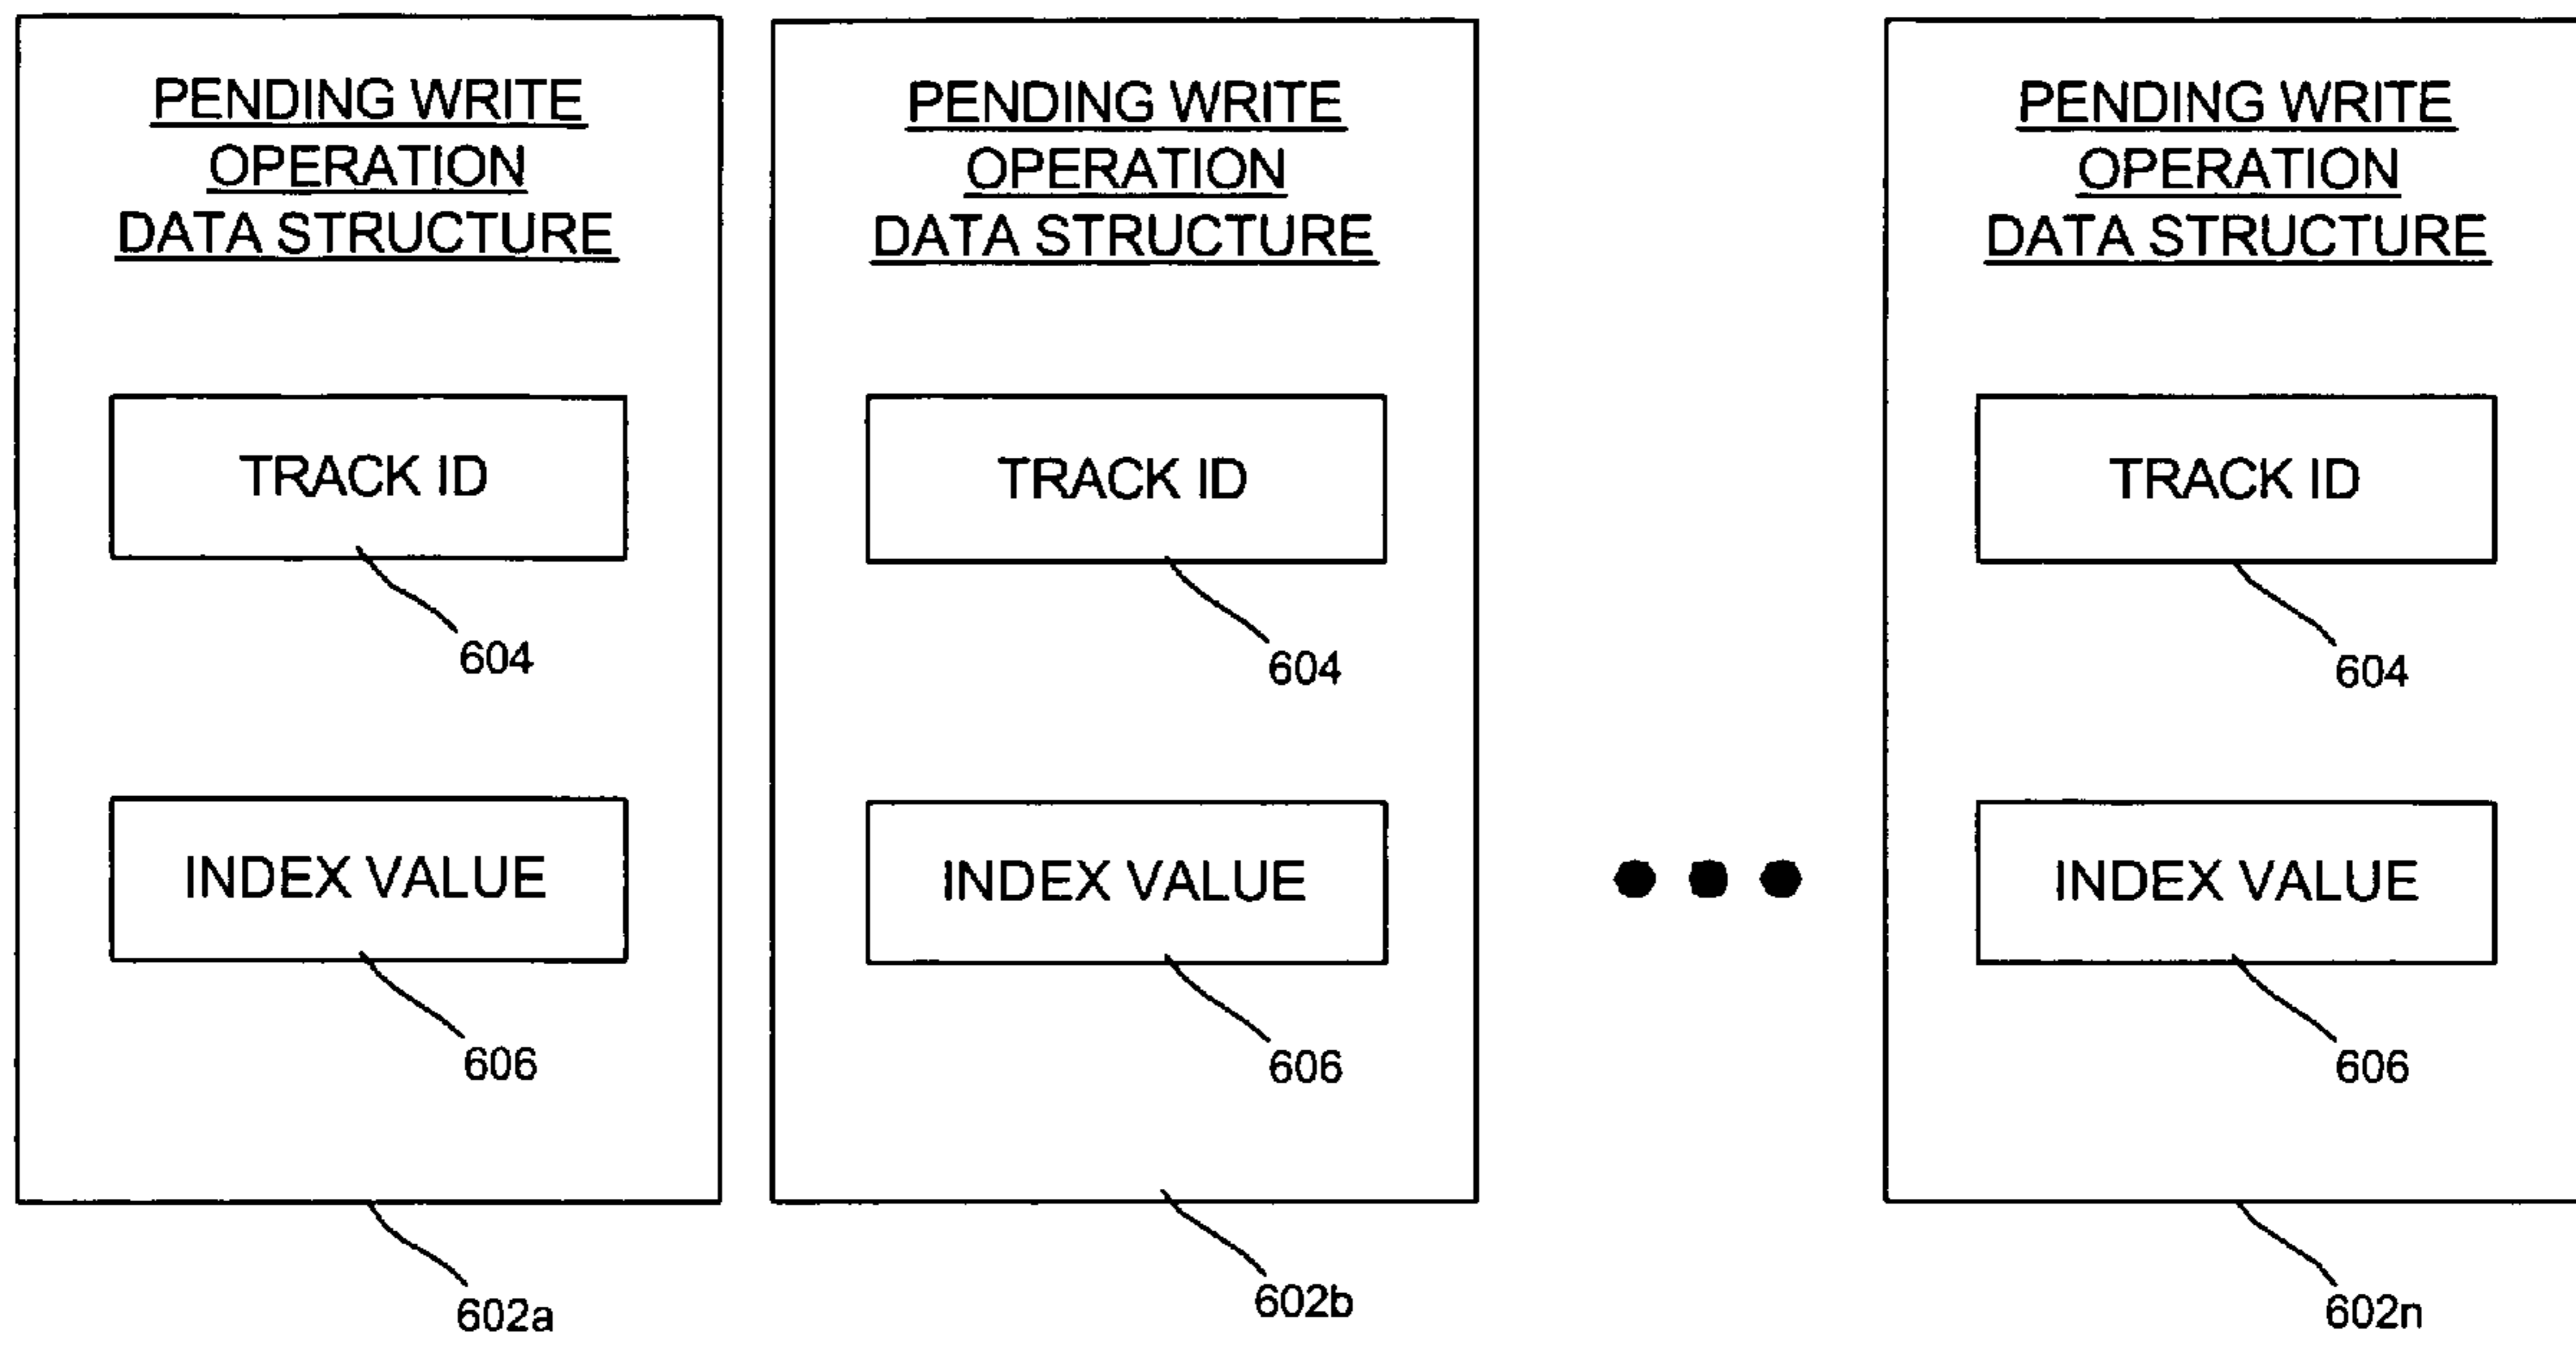 PENDING WRITE
OPERATION
DATA STRUCTURE
TRACK ID
604
INDEX VALUE
606
602a
PENDING WRITE
OPERATION
DATA STRUCTURE
TRACK ID
604
INDEX VALUE
606
602b
PENDING WRITE
OPERATION
DATA STRUCTURE
TRACK ID
604
INDEX VALUE
606
602n